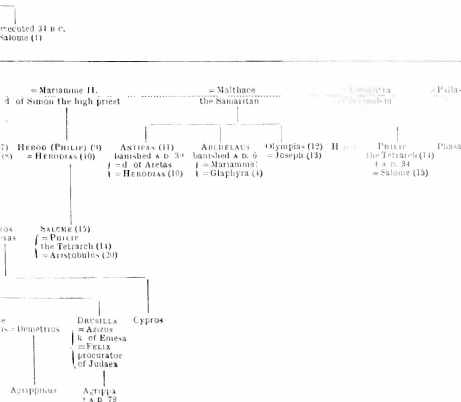 executed 34 B C.
Salome (1)
= Mariamne II. = Malthace
d of Simon the high priest the Samaritan
HEROD (PHILIP) (9) ANTIPAS (11) ARCHELAUS Olympias (12) PHILIP
= HERODIAS (10) banished A D. 39 banished A D. 6 = Joseph (13) the Tetrarch (14)
= d of Aretas = Mariamne † A D. 34
= HERODIAS (10) = Glaphyra (4) = Salome (15)
SALOME (15)
= PHILIP
the Tetrarch (14)
= Aristobulus (20)
DRUSILLA Cypros
= Demetrius = Azizus
k of Emesa
= FELIX
procurator
of Judaea
Agrippinus Agrippa
† A D. 79